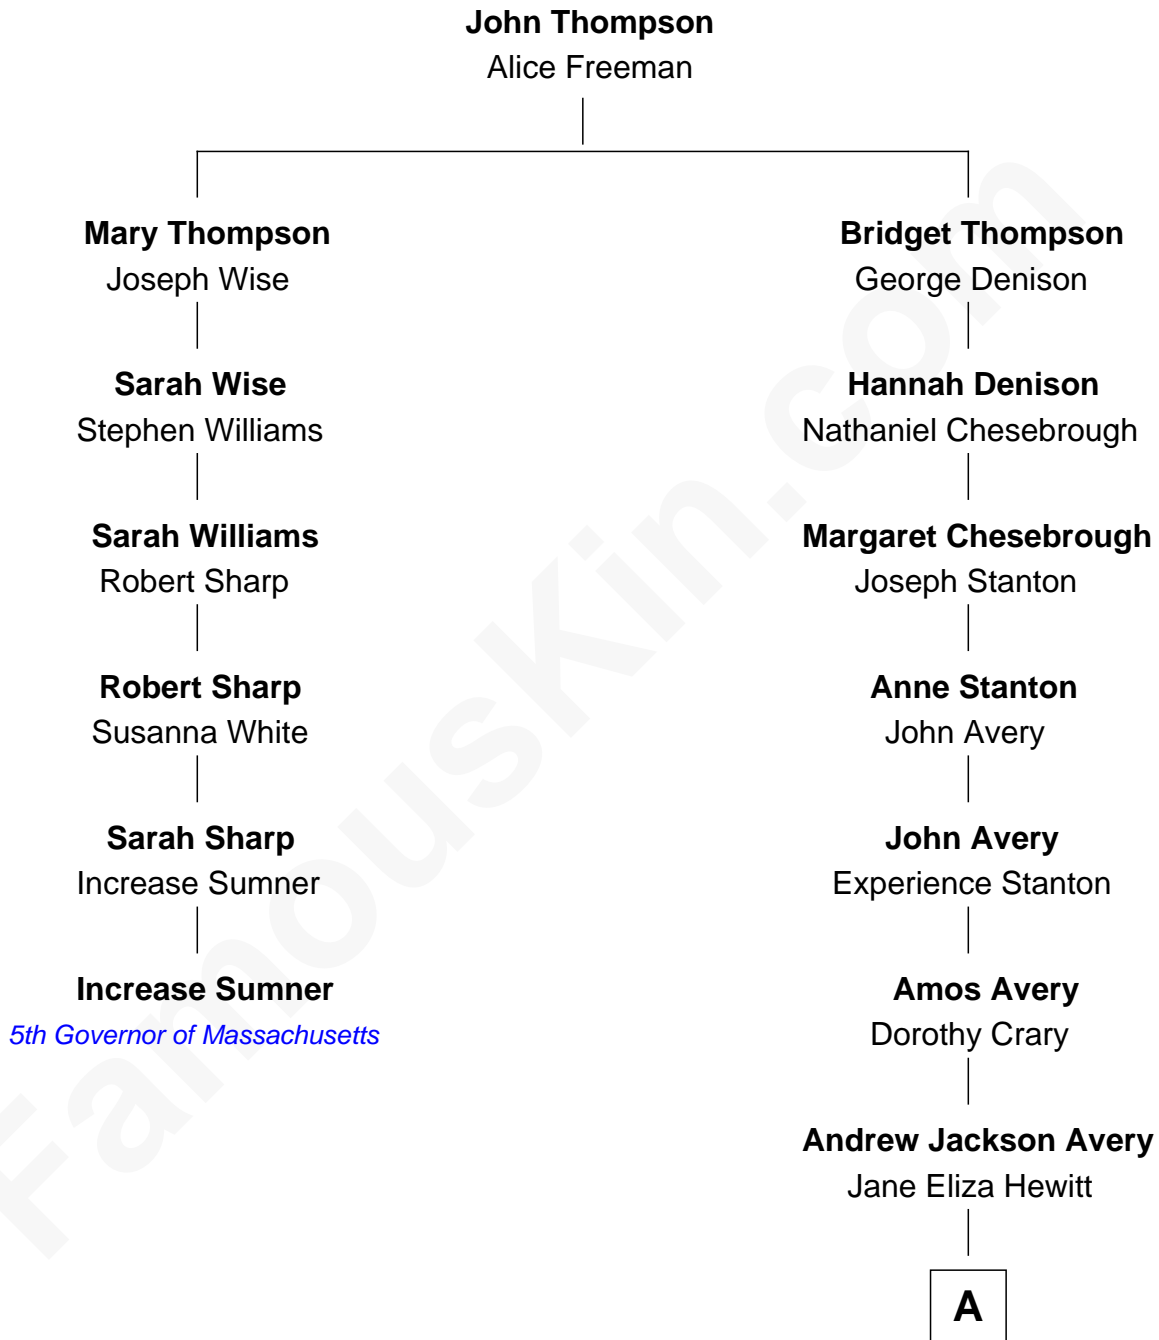 John Thompson
Alice Freeman
Mary Thompson
Joseph Wise
Sarah Wise
Stephen Williams
Sarah Williams
Robert Sharp
Robert Sharp
Susanna White
Sarah Sharp
Increase Sumner
Increase Sumner
5th Governor of Massachusetts
Bridget Thompson
George Denison
Hannah Denison
Nathaniel Chesebrough
Margaret Chesebrough
Joseph Stanton
Anne Stanton
John Avery
John Avery
Experience Stanton
Amos Avery
Dorothy Crary
Andrew Jackson Avery
Jane Eliza Hewitt
A
FamousKin.com